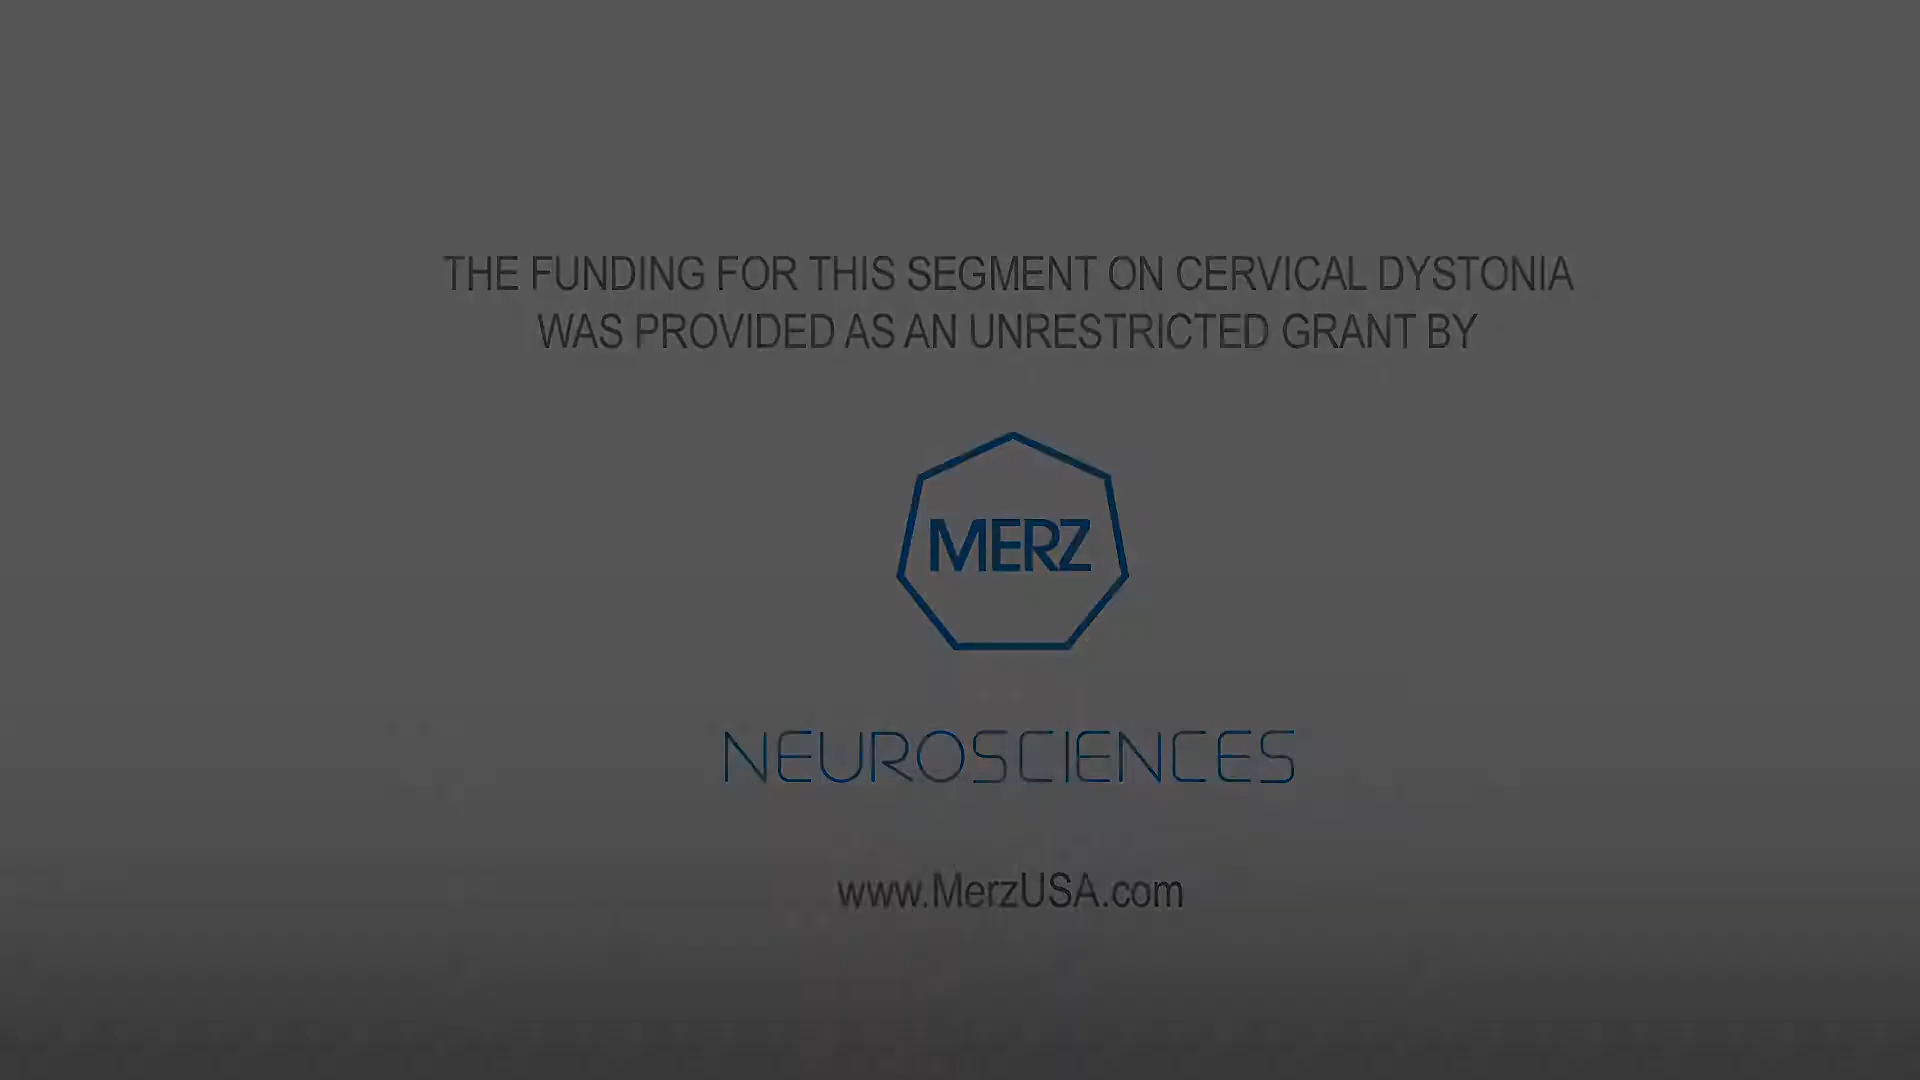 THE FUNDING FOR THIS SEGMENT ON CERVICAL DYSTONIA
WAS PROVIDED AS AN UNRESTRICTED GRANT BY
MERZ
NEUROSCIENCES
www.MerzUSA.com